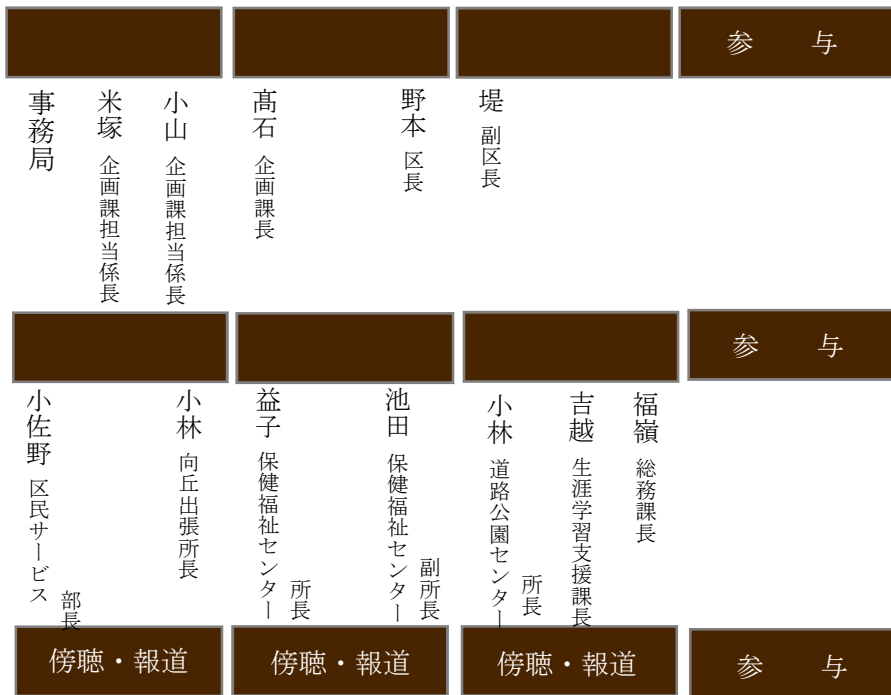 参　与
事務局
米塚 企画課担当係長
小山 企画課担当係長
髙石 企画課長
野本 区長
堤 副区長
参　与
小佐野 区民サービス部長
小林 向丘出張所長
益子 保健福祉センター所長
池田 保健福祉センター副所長
小林 道路公園センター所長
吉越 生涯学習支援課長
福嶺 総務課長
傍聴・報道
傍聴・報道
傍聴・報道
参　与